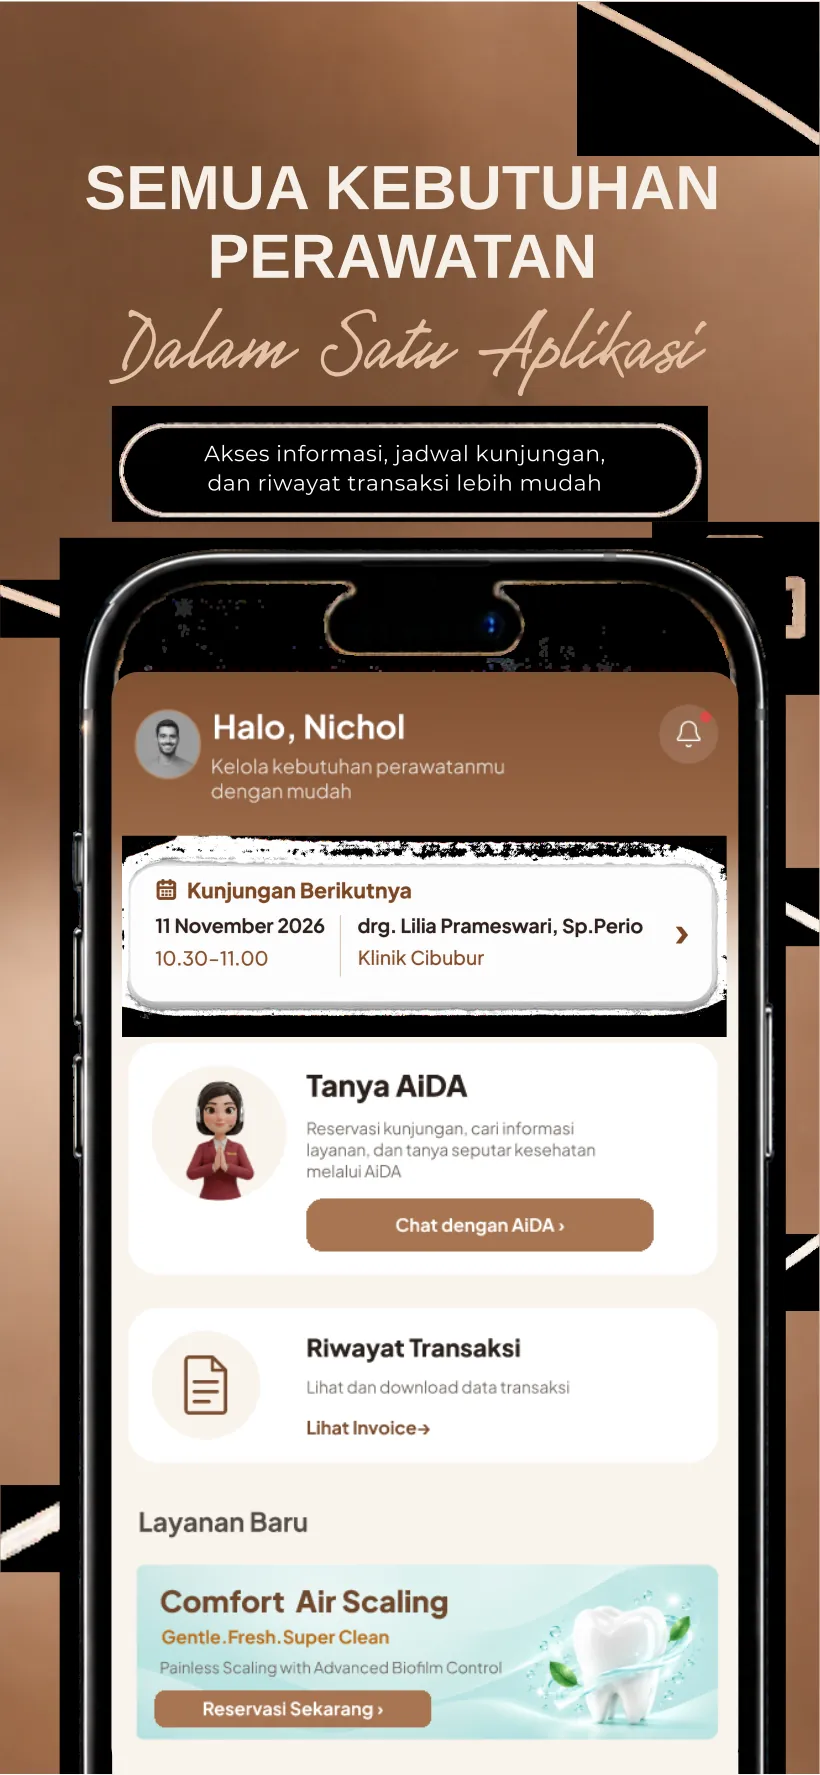 SEMUA KEBUTUHAN
PERAWATAN
Dalam Satu Aplikasi
Akses informasi, jadwal kunjungan,
dan riwayat transaksi lebih mudah
Halo, Nichol
Kelola kebutuhan perawatanmu
dengan mudah
Kunjungan Berikutnya
11 November 2026
10.30-11.00
drg. Lilia Prameswari, Sp.Perio
Klinik Cibubur
Tanya AiDA
Reservasi kunjungan, cari informasi
layanan, dan tanya seputar kesehatan
melalui AiDA
Chat dengan AiDA ›
Riwayat Transaksi
Lihat dan download data transaksi
Lihat Invoice→
Layanan Baru
Comfort Air Scaling
Gentle.Fresh.Super Clean
Painless Scaling with Advanced Biofilm Control
Reservasi Sekarang ›